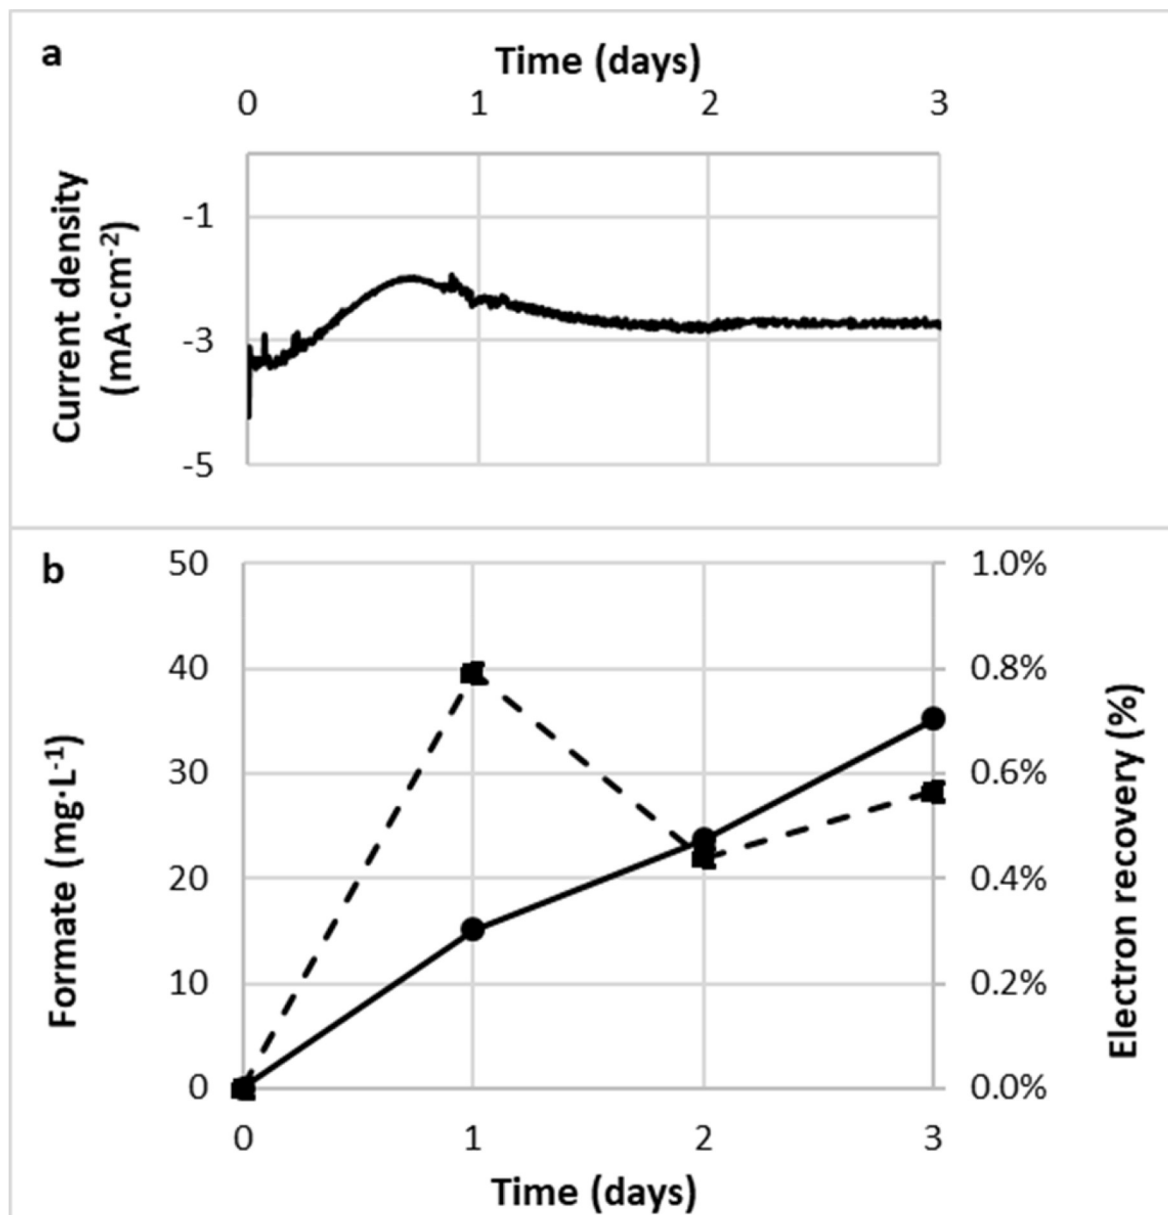 a
Time (days)
0 1 2 3
Current density
(mA·cm-2)
-1
-3
-5
b
50 1.0%
40 0.8%
30 0.6%
20 0.4%
10 0.2%
0 0.0%
Formate (mg·L-1)
Electron recovery (%)
0 1 2 3
Time (days)